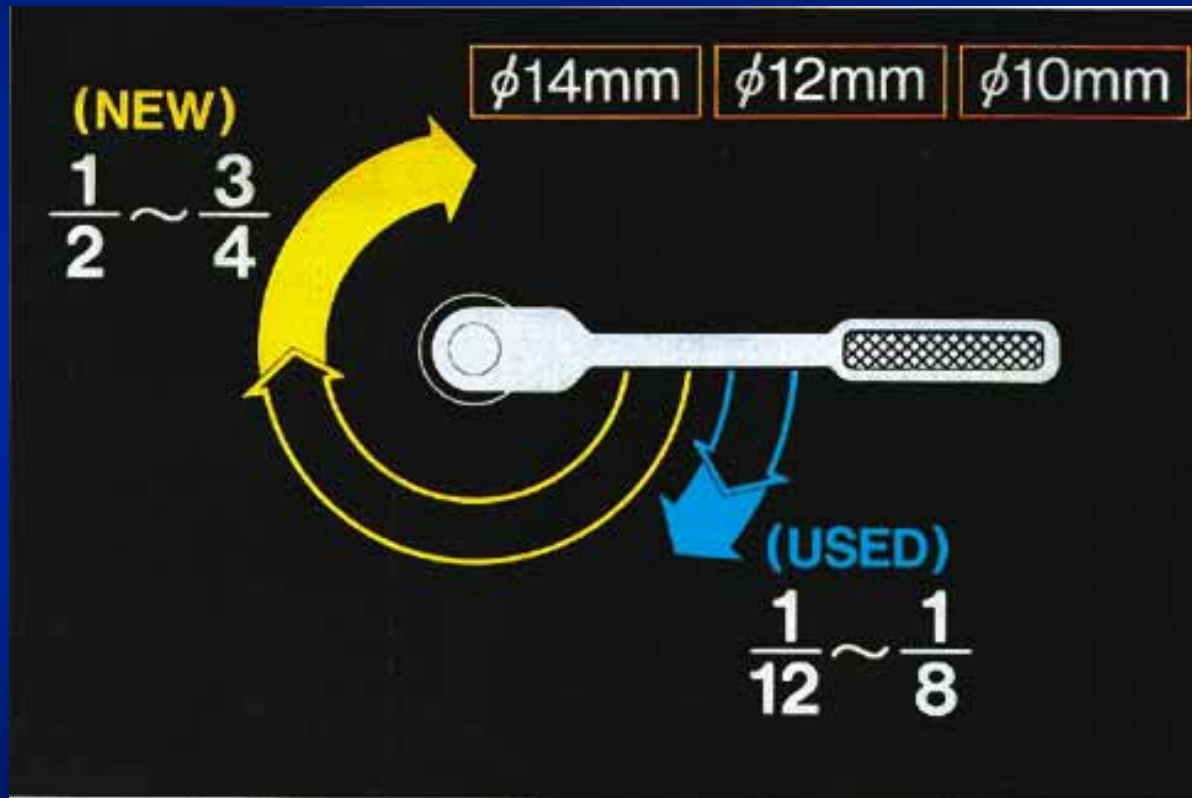 ϕ14mm ϕ12mm ϕ10mm
(NEW)
1/2～3/4
(USED)
1/12～1/8